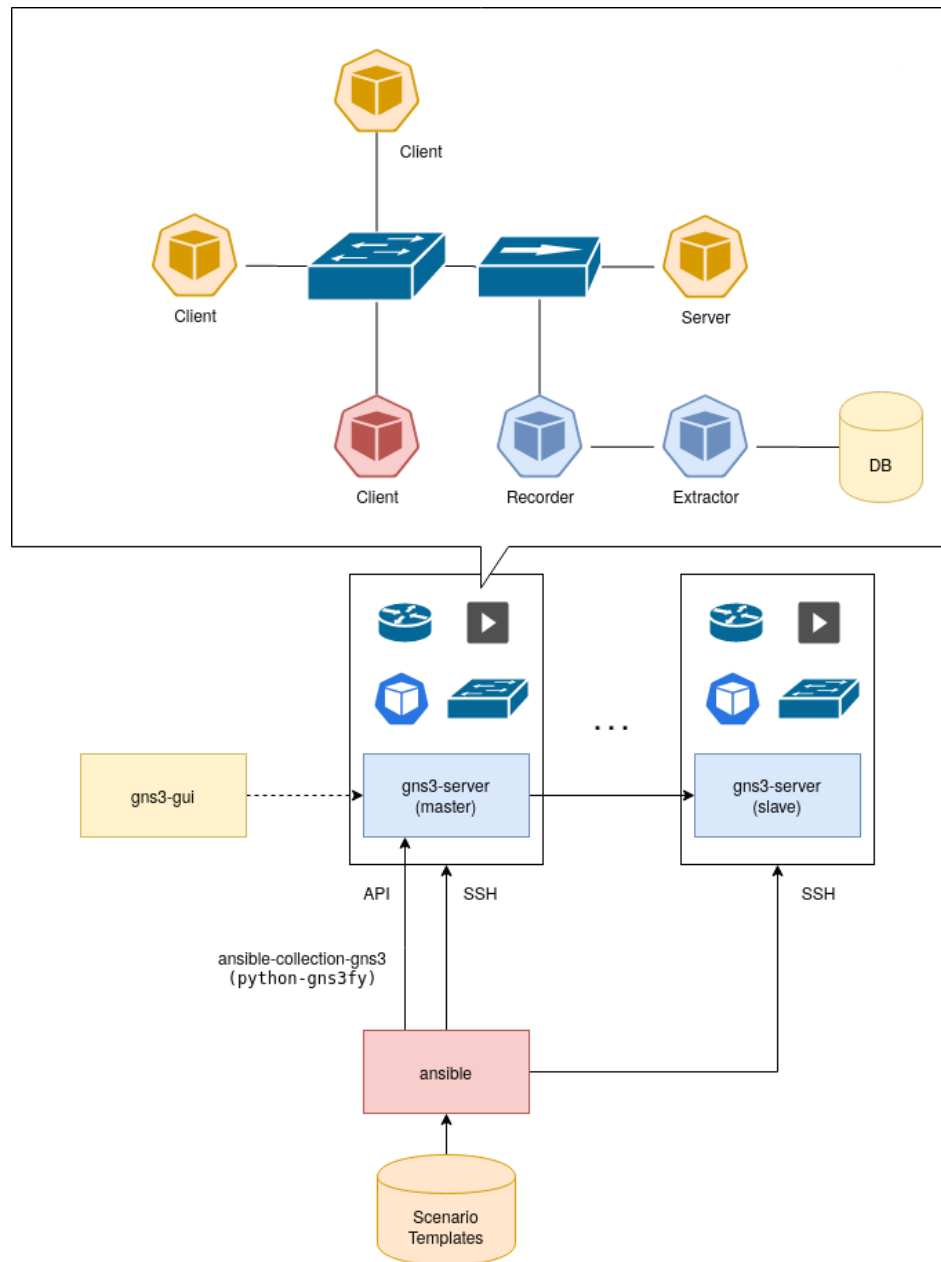 Client
Client
Server
Client
Recorder
Extractor
DB
...
gns3-gui
gns3-server
(master)
gns3-server
(slave)
API
SSH
SSH
ansible-collection-gns3
(python-gns3fy)
ansible
Scenario
Templates